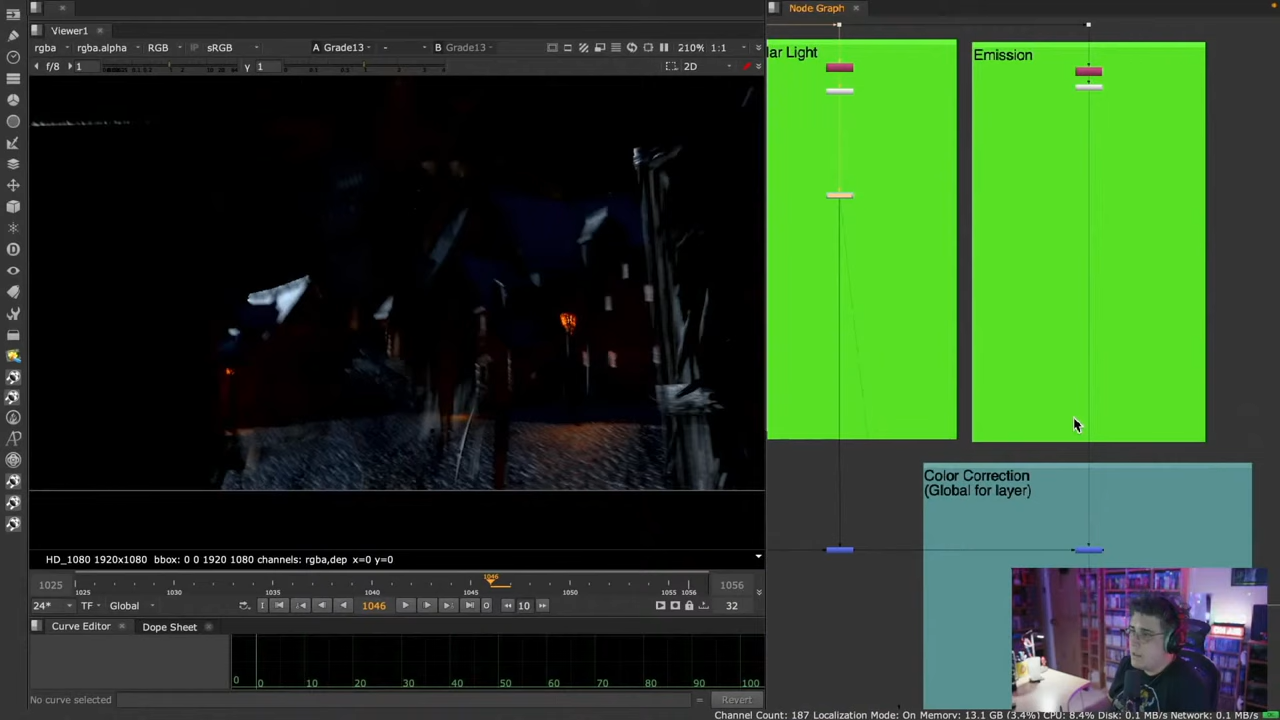 Node Graph
Viewer1
rgba
rgba.alpha
RGB
sRGB
A Grade13
-
B Grade13
210%
1:1
f/8
1
γ 1
2D
lar Light
Emission
Color Correction
(Global for layer)
HD_1080 1920x1080 bbox: 0 0 1920 1080 channels: rgba,dep x=0 y=0
1025
1046
1056
1025
1030
1035
1040
1045
1050
1055
1056
24*
TF
Global
1046
10
32
Curve Editor
Dope Sheet
0
0
10
20
30
40
50
60
70
80
90
100
No curve selected
=
Revert
Channel Count: 187 Localization Mode: On Memory: 13.1 GB (3.4%) CPU: 8.4% Disk: 0.1 MB/s Network: 0.1 MB/s